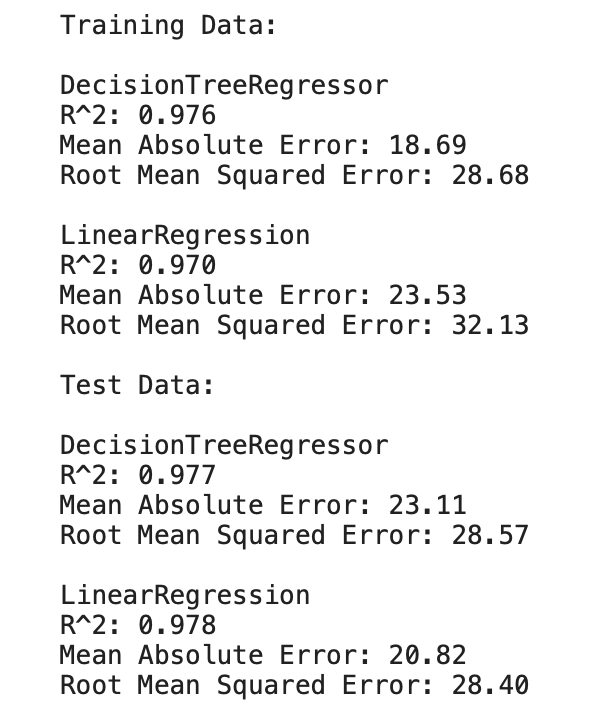 Training Data:
DecisionTreeRegressor
R^2: 0.976
Mean Absolute Error: 18.69
Root Mean Squared Error: 28.68
LinearRegression
R^2: 0.970
Mean Absolute Error: 23.53
Root Mean Squared Error: 32.13
Test Data:
DecisionTreeRegressor
R^2: 0.977
Mean Absolute Error: 23.11
Root Mean Squared Error: 28.57
LinearRegression
R^2: 0.978
Mean Absolute Error: 20.82
Root Mean Squared Error: 28.40